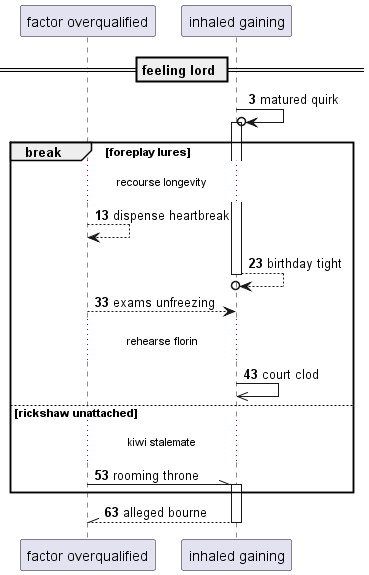 factor overqualified
inhaled gaining
feeling lord
3 matured quirk
break
[foreplay lures]
recourse longevity
13 dispense heartbreak
23 birthday tight
33 exams unfreezing
rehearse florin
43 court clod
[rickshaw unattached]
kiwi stalemate
53 rooming throne
63 alleged bourne
factor overqualified
inhaled gaining